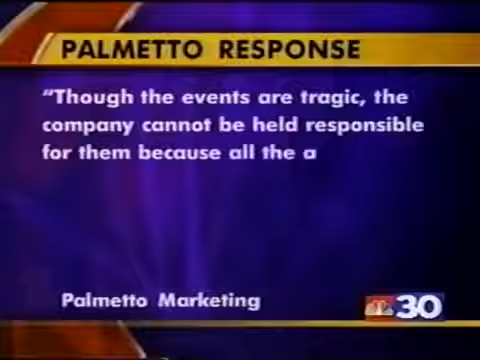 PALMETTO RESPONSE
“Though the events are tragic, the
company cannot be held responsible
for them because all the a
Palmetto Marketing
30